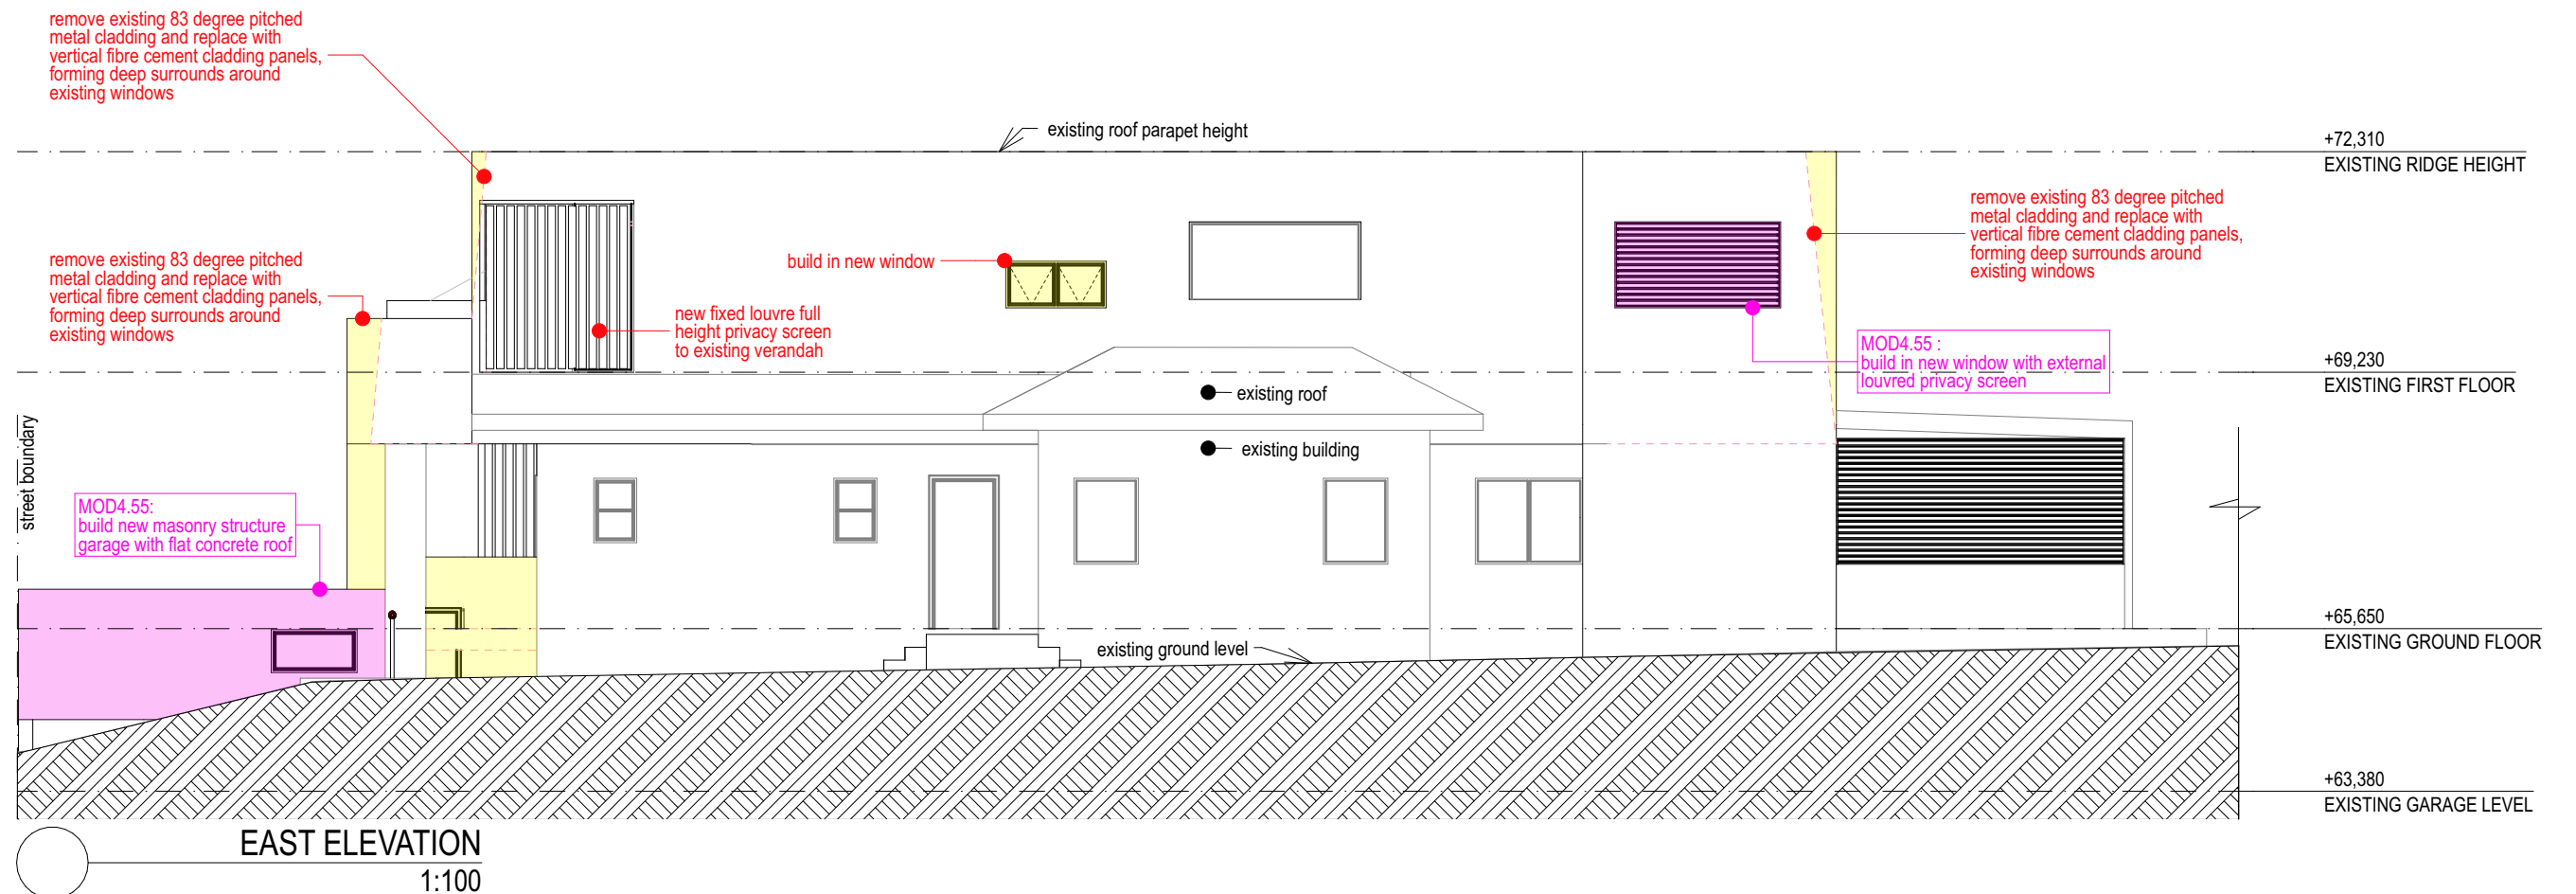 remove existing 83 degree pitched
metal cladding and replace with
vertical fibre cement cladding panels,
forming deep surrounds around
existing windows
existing roof parapet height
+72,310
EXISTING RIDGE HEIGHT
remove existing 83 degree pitched
metal cladding and replace with
vertical fibre cement cladding panels,
forming deep surrounds around
existing windows
remove existing 83 degree pitched
metal cladding and replace with
vertical fibre cement cladding panels,
forming deep surrounds around
existing windows
build in new window
new fixed louvre full
height privacy screen
to existing verandah
MOD4.55 :
build in new window with external
louvred privacy screen
+69,230
EXISTING FIRST FLOOR
existing roof
existing building
street boundary
MOD4.55:
build new masonry structure
garage with flat concrete roof
+65,650
EXISTING GROUND FLOOR
existing ground level
+63,380
EXISTING GARAGE LEVEL
EAST ELEVATION
1:100